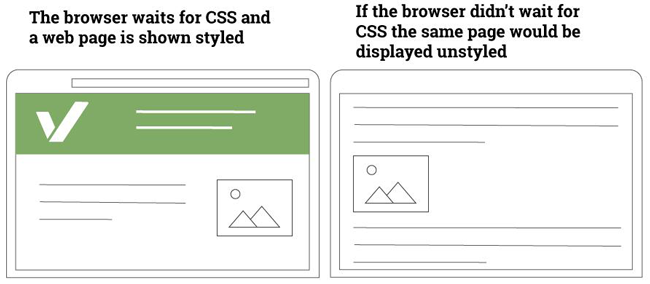 The browser waits for CSS and
a web page is shown styled
If the browser didn’t wait for
CSS the same page would be
displayed unstyled